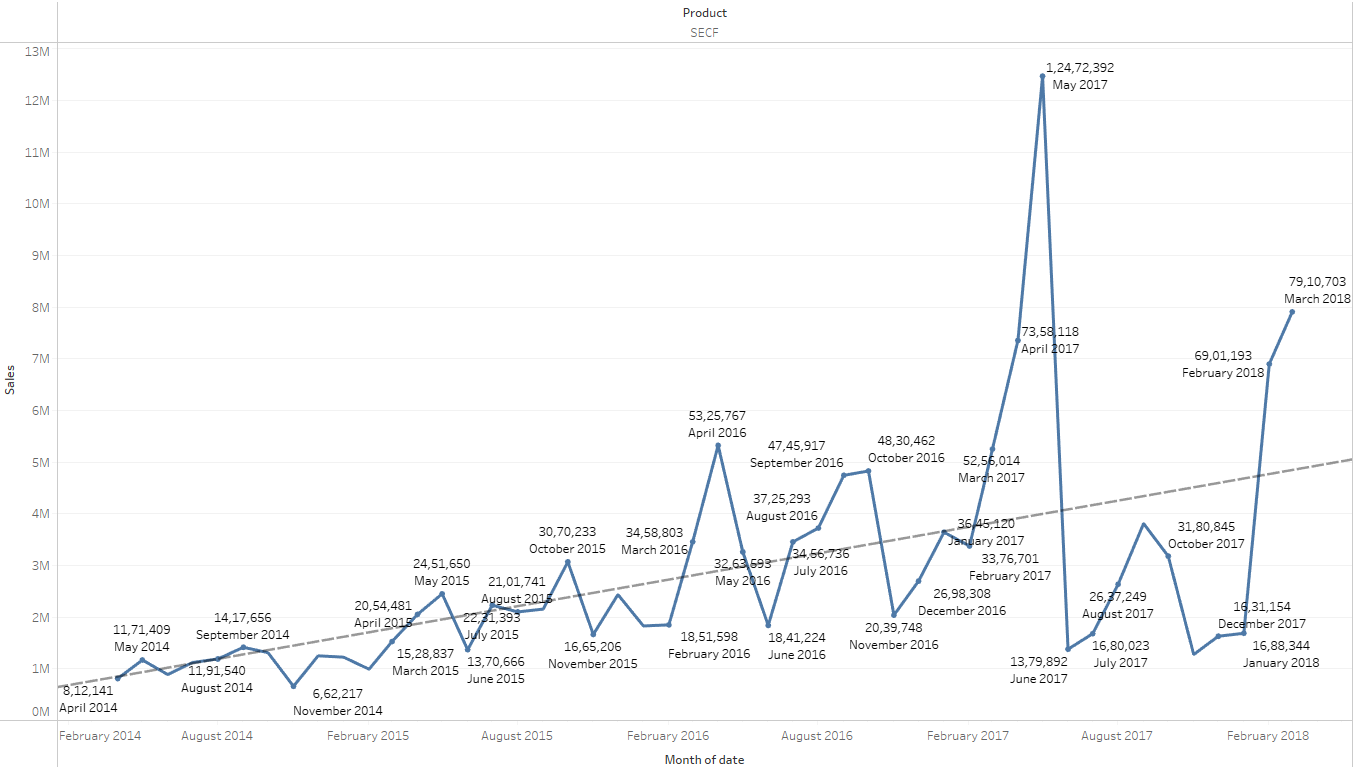 Product
SECF
13M
12M
11M
10M
9M
8M
7M
6M
5M
4M
3M
2M
1M
0M
Sales
8,12,141
April 2014
11,71,409
May 2014
11,91,540
August 2014
14,17,656
September 2014
6,62,217
November 2014
15,28,837
March 2015
20,54,481
April 2015
24,51,650
May 2015
13,70,666
June 2015
22,31,393
July 2015
21,01,741
August 2015
30,70,233
October 2015
16,65,206
November 2015
18,51,598
February 2016
34,58,803
March 2016
53,25,767
April 2016
32,63,593
May 2016
18,41,224
June 2016
34,56,736
July 2016
37,25,293
August 2016
47,45,917
September 2016
48,30,462
October 2016
20,39,748
November 2016
26,98,308
December 2016
36,45,120
January 2017
33,76,701
February 2017
52,56,014
March 2017
73,58,118
April 2017
1,24,72,392
May 2017
13,79,892
June 2017
16,80,023
July 2017
26,37,249
August 2017
31,80,845
October 2017
16,31,154
December 2017
16,88,344
January 2018
69,01,193
February 2018
79,10,703
March 2018
February 2014
August 2014
February 2015
August 2015
February 2016
August 2016
February 2017
August 2017
February 2018
Month of date